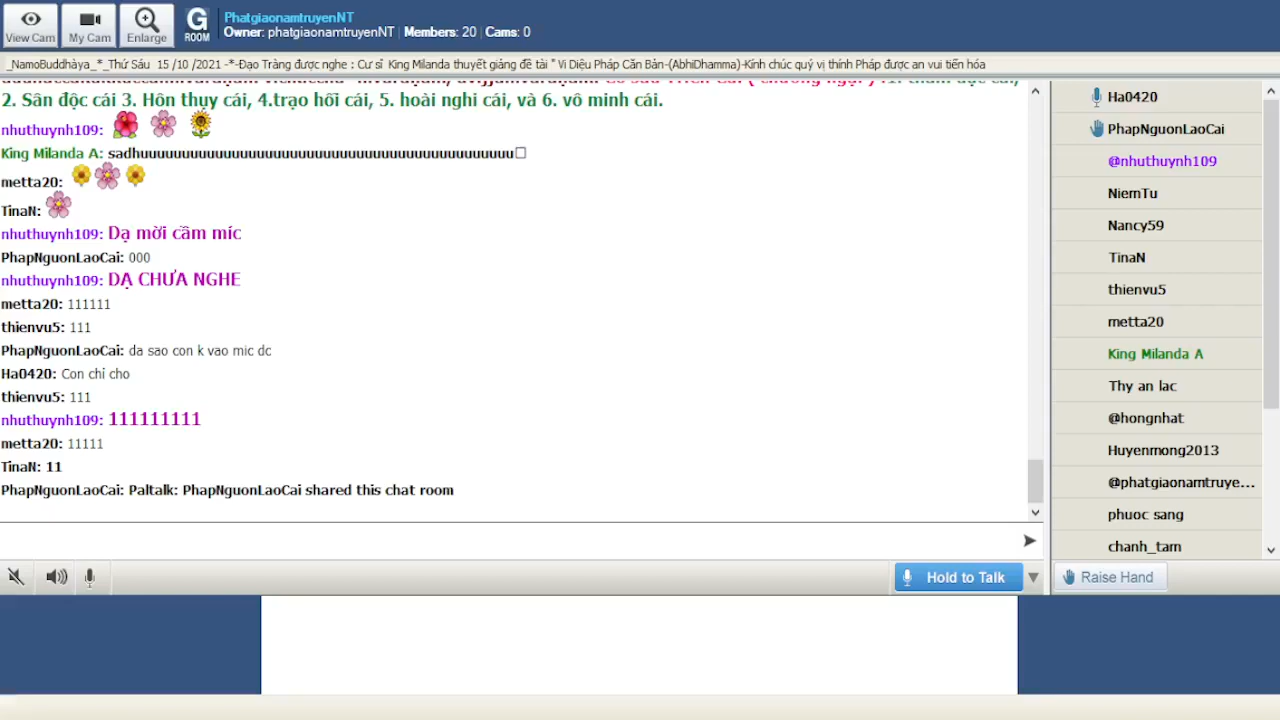 View Cam
My Cam
Enlarge
G
ROOM
PhatgiaonamtruyenNT
Owner: phatgiaonamtruyenNT | Members: 20 | Cams: 0
_NamoBuddhàya_*_Thứ Sáu 15 /10 /2021 -*-Đạo Tràng được nghe : Cư sĩ King Milanda thuyết giảng đề tài " Vi Diệu Pháp Căn Bản-(AbhiDhamma)-Kính chúc quý vị thính Pháp được an vui tiến hóa
2. Sân độc cái 3. Hôn thụy cái, 4.trạo hối cái, 5. hoài nghi cái, và 6. vô minh cái.
nhuthuynh109:
King Milanda A: sadhuuuuuuuuuuuuuuuuuuuuuuuuuuuuuuuuuuuuuuuuuu
metta20:
TinaN:
nhuthuynh109: Dạ mời cầm míc
PhapNguonLaoCai: 000
nhuthuynh109: DẠ CHƯA NGHE
metta20: 111111
thienvu5: 111
PhapNguonLaoCai: da sao con k vao mic dc
Ha0420: Con chi cho
thienvu5: 111
nhuthuynh109: 111111111
metta20: 11111
TinaN: 11
PhapNguonLaoCai: Paltalk: PhapNguonLaoCai shared this chat room
Hold to Talk
Ha0420
PhapNguonLaoCai
@nhuthuynh109
NiemTu
Nancy59
TinaN
thienvu5
metta20
King Milanda A
Thy an lac
@hongnhat
Huyenmong2013
@phatgiaonamtruye...
phuoc sang
chanh_tam
Raise Hand